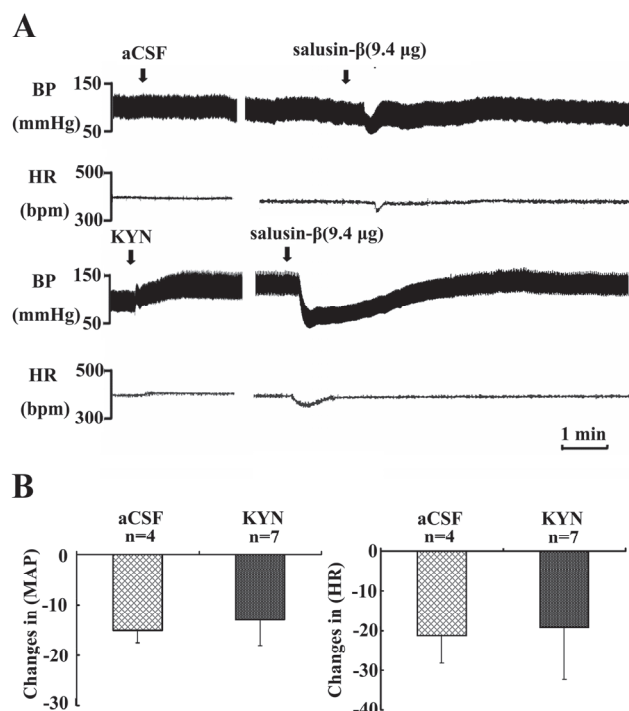 A
aCSF
salusin-β(9.4 μg)
BP
(mmHg)
150
50
HR
(bpm)
500
300
KYN
salusin-β(9.4 μg)
BP
(mmHg)
150
50
HR
(bpm)
500
300
1 min
B
aCSF
n=4
KYN
n=7
Changes in (MAP)
0
-10
-20
-30
aCSF
n=4
KYN
n=7
Changes in (HR)
0
-10
-20
-30
-40